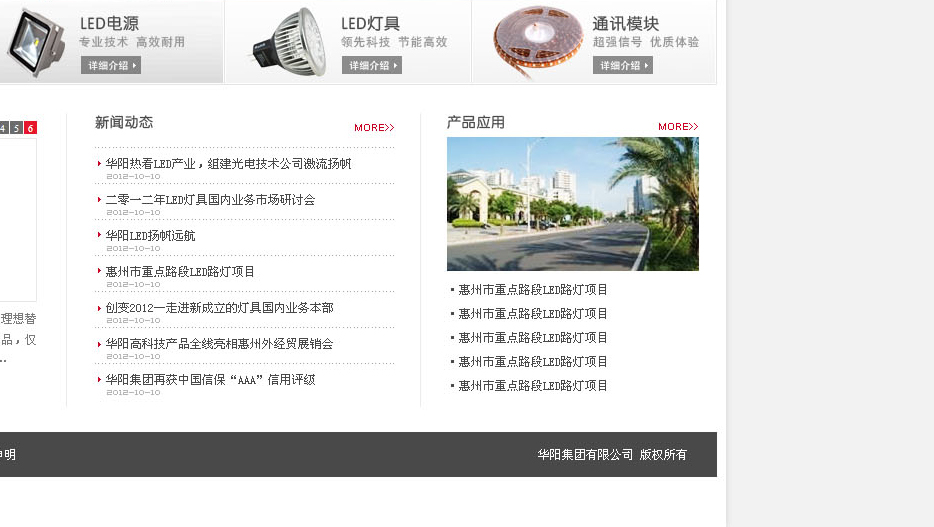 LED电源
专业技术 高效耐用
详细介绍
LED灯具
领先科技 节能高效
详细介绍
通讯模块
超强信号 优质体验
详细介绍
4 5 6
理想替
品，仅
..
新闻动态
MORE>>
华阳热看LED产业，组建光电技术公司激流扬帆
2012-10-10
二零一二年LED灯具国内业务市场研讨会
2012-10-10
华阳LED扬帆远航
2012-10-10
惠州市重点路段LED路灯项目
2012-10-10
创变2012—走进新成立的灯具国内业务本部
2012-10-10
华阳高科技产品全线亮相惠州外经贸展销会
2012-10-10
华阳集团再获中国信保“AAA”信用评级
2012-10-10
产品应用
MORE>>
惠州市重点路段LED路灯项目
惠州市重点路段LED路灯项目
惠州市重点路段LED路灯项目
惠州市重点路段LED路灯项目
惠州市重点路段LED路灯项目
明
华阳集团有限公司 版权所有